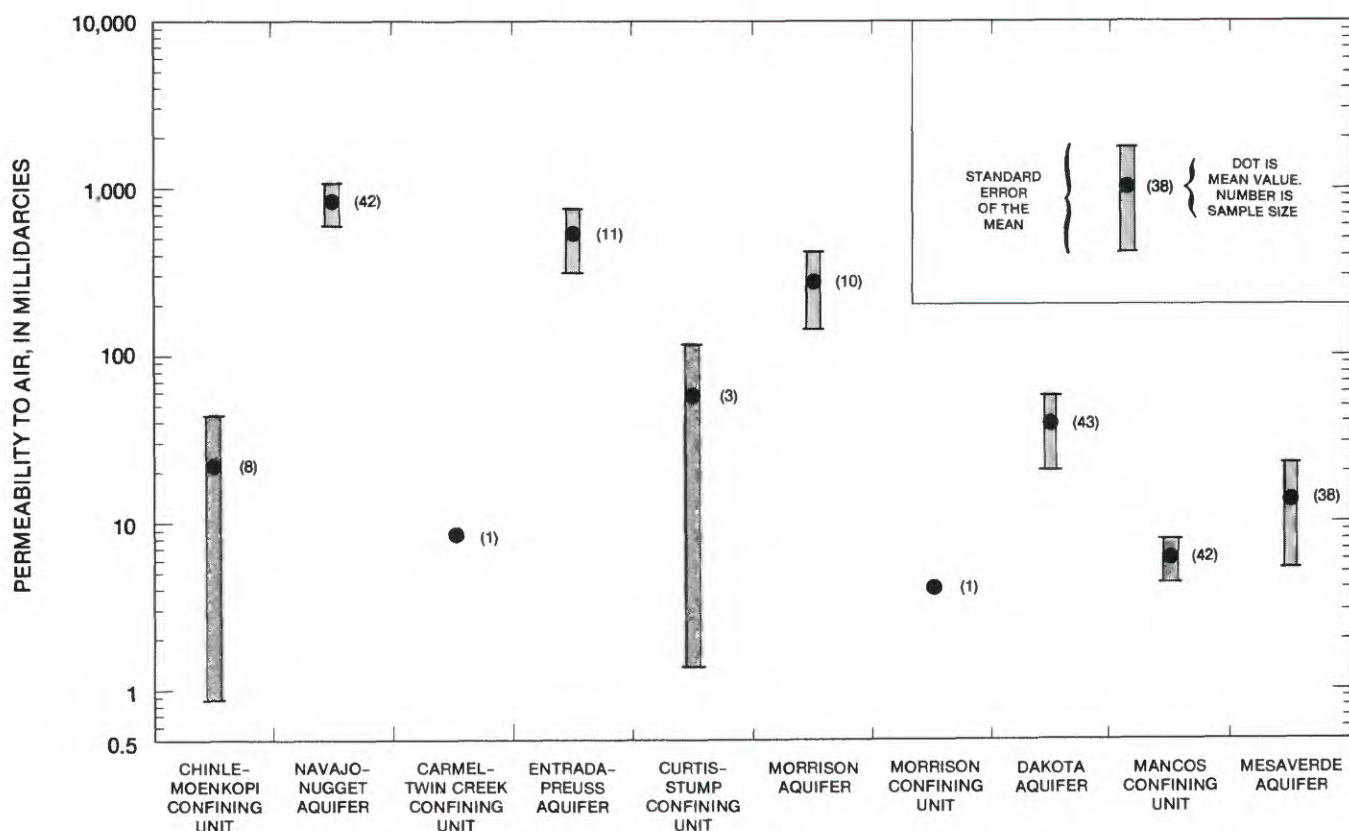 PERMEABILITY TO AIR, IN MILLIDARCIES
10,000
1,000
100
10
1
0.5
(8)
(42)
(1)
(11)
(3)
(10)
(1)
(43)
(42)
(38)
STANDARD
ERROR
OF THE
MEAN
(38)
DOT IS
MEAN VALUE.
NUMBER IS
SAMPLE SIZE
CHINLE–
MOENKOPI
CONFINING
UNIT
NAVAJO–
NUGGET
AQUIFER
CARMEL–
TWIN CREEK
CONFINING
UNIT
ENTRADA–
PREUSS
AQUIFER
CURTIS–
STUMP
CONFINING
UNIT
MORRISON
AQUIFER
MORRISON
CONFINING
UNIT
DAKOTA
AQUIFER
MANCOS
CONFINING
UNIT
MESAVERDE
AQUIFER